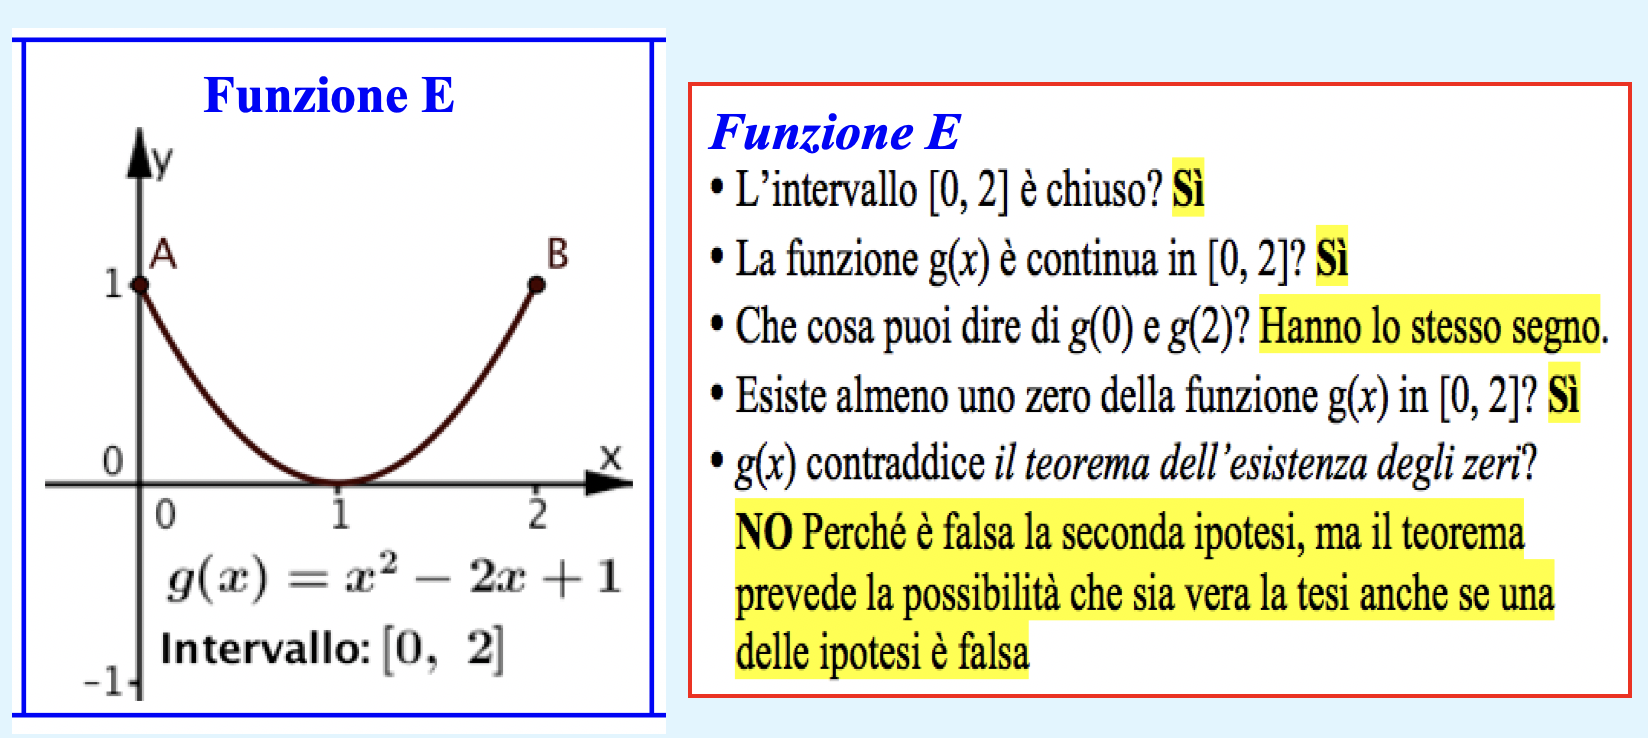 Funzione E
y
A
B
1
0
x
0
1
2
g(x) = x² − 2x + 1
Intervallo: [0, 2]
-1
Funzione E
• L’intervallo [0, 2] è chiuso? Sì
• La funzione g(x) è continua in [0, 2]? Sì
• Che cosa puoi dire di g(0) e g(2)? Hanno lo stesso segno.
• Esiste almeno uno zero della funzione g(x) in [0, 2]? Sì
• g(x) contraddice il teorema dell’esistenza degli zeri?
NO Perché è falsa la seconda ipotesi, ma il teorema
prevede la possibilità che sia vera la tesi anche se una
delle ipotesi è falsa